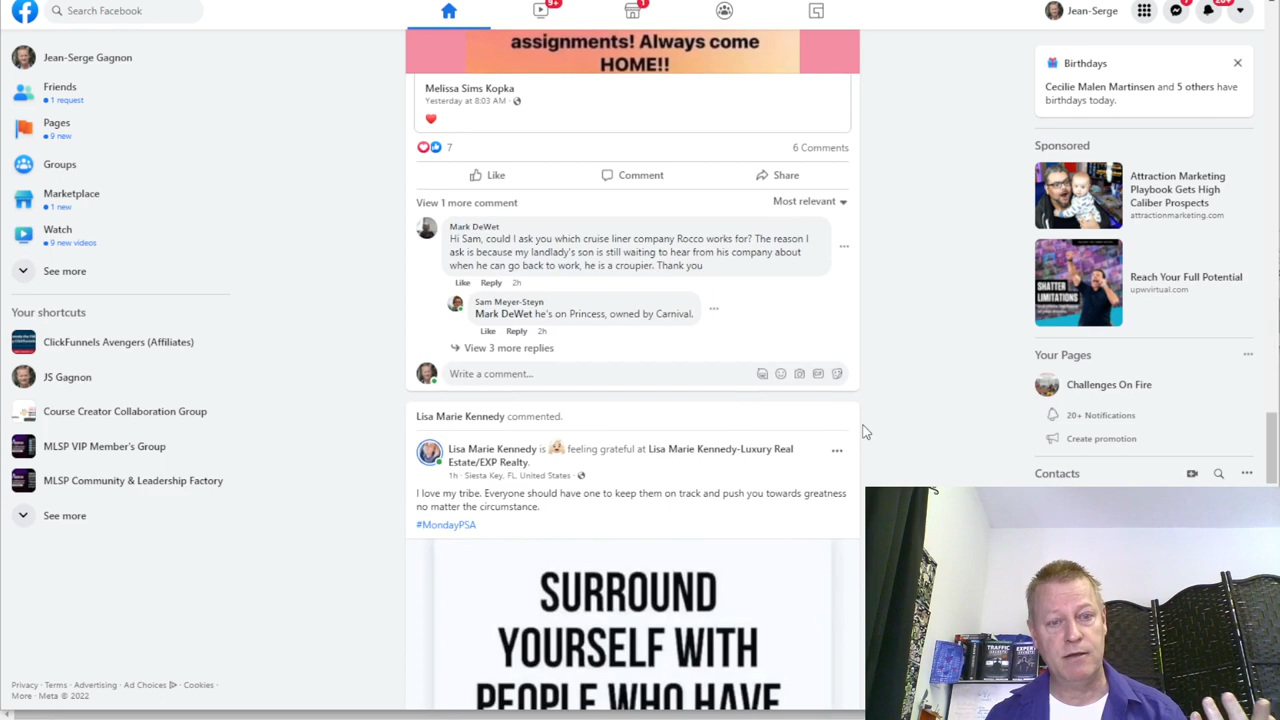 Search Facebook
9+
1
Jean-Serge
20+
Jean-Serge Gagnon
Friends
1 request
Pages
9 new
Groups
Marketplace
1 new
Watch
9 new videos
See more
Your shortcuts
ClickFunnels Avengers (Affiliates)
JS Gagnon
Course Creator Collaboration Group
MLSP VIP Member's Group
MLSP Community & Leadership Factory
See more
Privacy · Terms · Advertising · Ad Choices · Cookies ·
More · Meta © 2022
assignments! Always come
HOME!!
Melissa Sims Kopka
Yesterday at 8:03 AM ·
7
6 Comments
Like
Comment
Share
View 1 more comment
Most relevant
Mark DeWet
Hi Sam, could I ask you which cruise liner company Rocco works for? The reason I
ask is because my landlady's son is still waiting to hear from his company about
when he can go back to work, he is a croupier. Thank you
Like Reply 2h
Sam Meyer-Steyn
Mark DeWet he's on Princess, owned by Carnival.
Like Reply 2h
View 3 more replies
Write a comment...
GIF
Lisa Marie Kennedy commented.
Lisa Marie Kennedy is feeling grateful at Lisa Marie Kennedy-Luxury Real
Estate/EXP Realty.
1h · Siesta Key, FL, United States ·
I love my tribe. Everyone should have one to keep them on track and push you towards greatness
no matter the circumstance.
#MondayPSA
SURROUND
YOURSELF WITH
PEOPLE WHO HAVE
Birthdays
Cecilie Malen Martinsen and 5 others have
birthdays today.
Sponsored
Attraction Marketing
Playbook Gets High
Caliber Prospects
attractionmarketing.com
SHATTER
LIMITATIONS
Reach Your Full Potential
upwvirtual.com
Your Pages
Challenges On Fire
20+ Notifications
Create promotion
Contacts
TRAFFIC
SECRETS
EXPERT